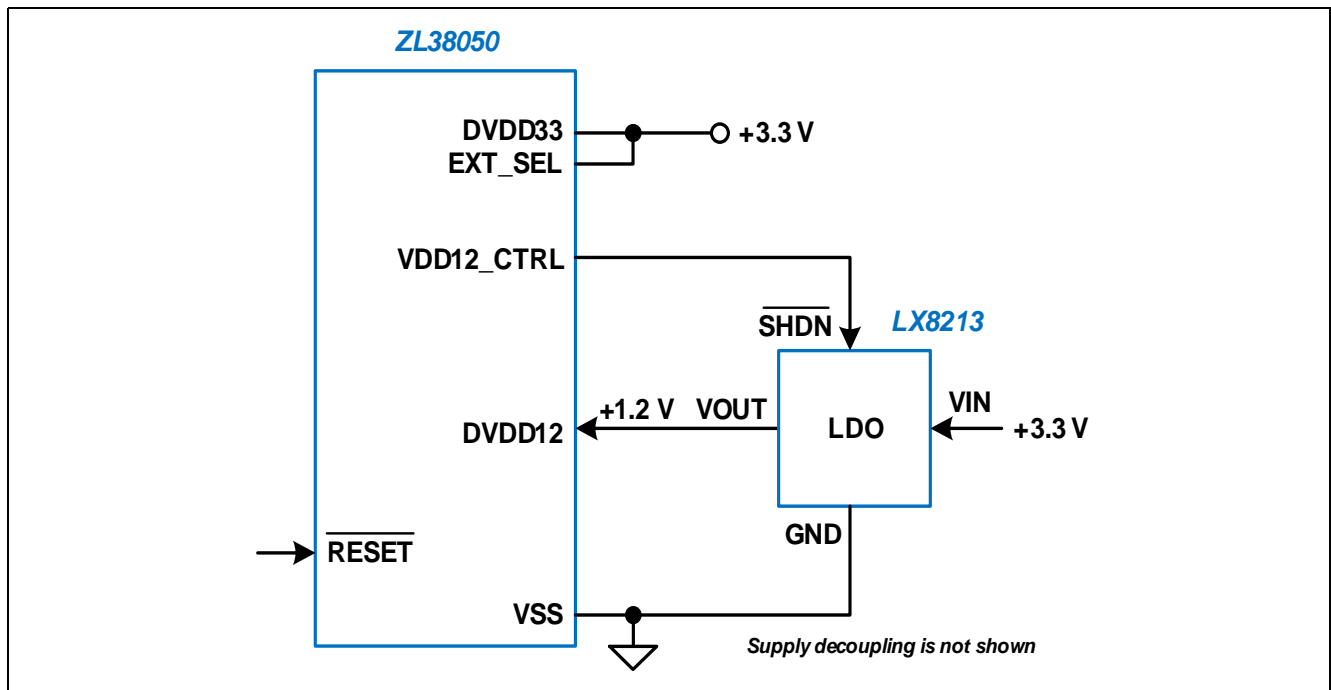 ZL38050
DVDD33
+3.3 V
EXT_SEL
VDD12_CTRL
SHDN
LX8213
+1.2 V VOUT
VIN
DVDD12
LDO
+3.3 V
GND
RESET
VSS
Supply decoupling is not shown